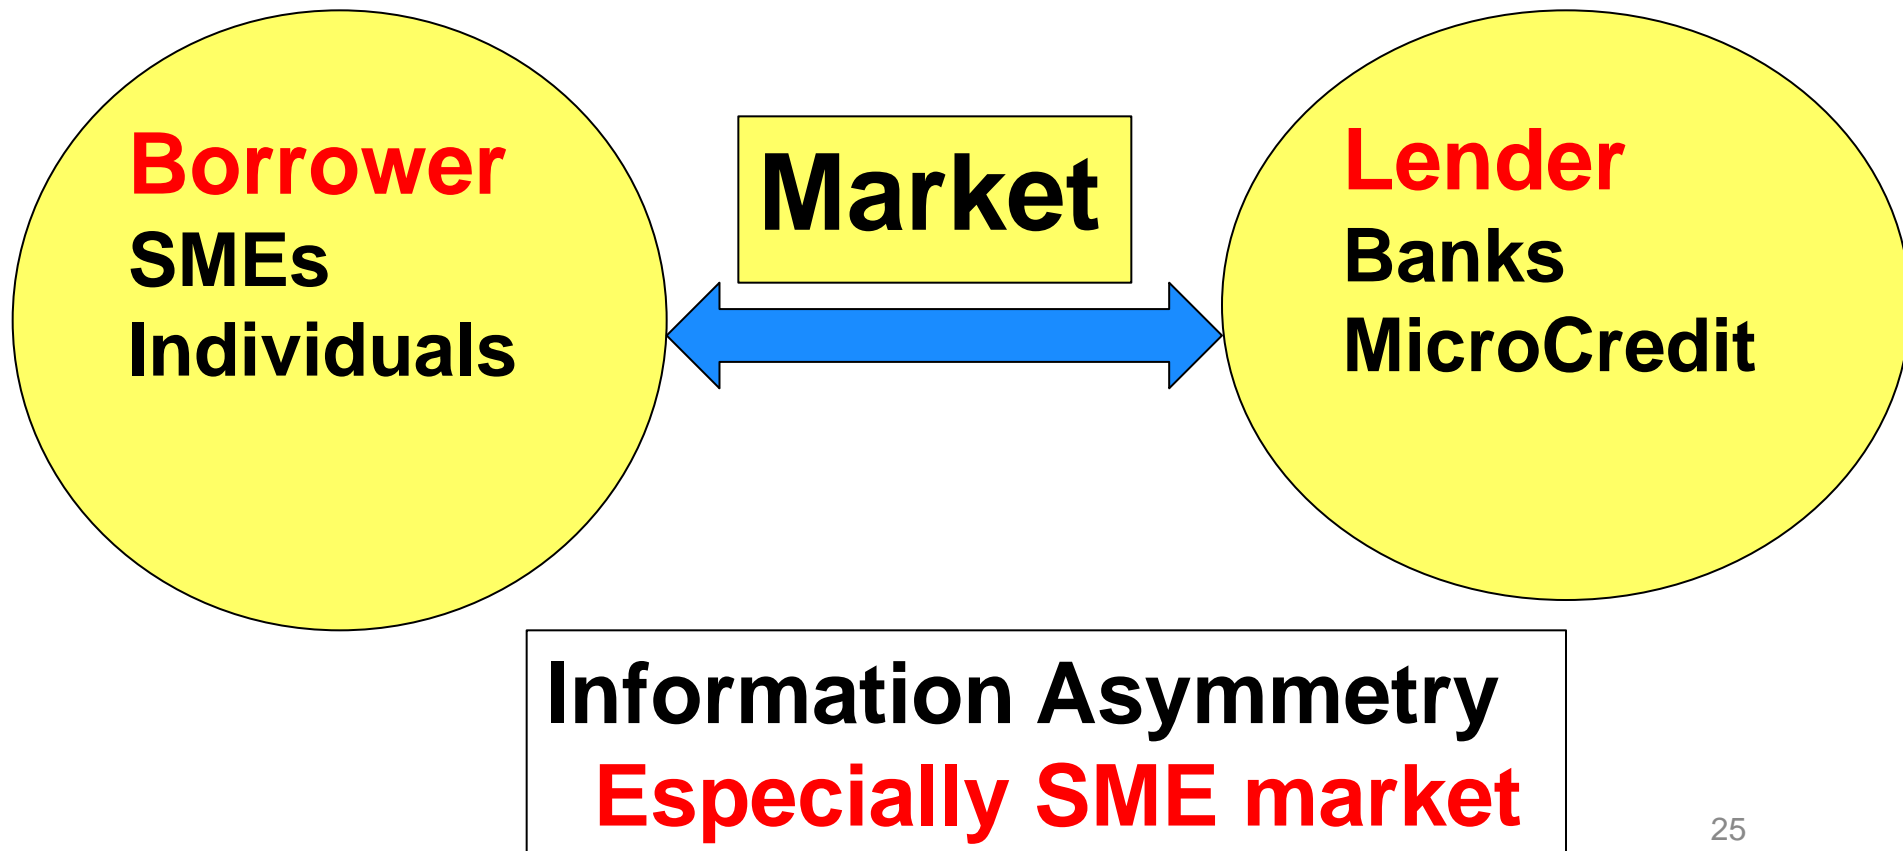 Borrower
SMEs
Individuals
Market
Lender
Banks
MicroCredit
Information Asymmetry
Especially SME market
25